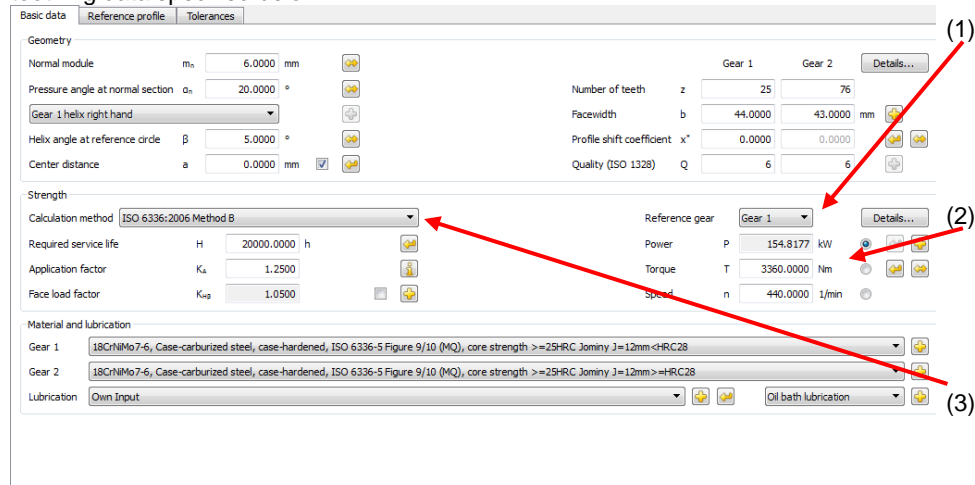 Basic data Reference profile Tolerances
(1)
Geometry
Gear 1 Gear 2 Details...
Normal module mn 6.0000 mm
Pressure angle at normal section αn 20.0000 ° Number of teeth z 25 76
Gear 1 helix right hand Facewidth b 44.0000 43.0000 mm
Helix angle at reference circle β 5.0000 ° Profile shift coefficient x* 0.0000 0.0000
Center distance a 0.0000 mm Quality (ISO 1328) Q 6 6
Strength
(2)
Calculation method ISO 6336:2006 Method B Reference gear Gear 1 Details...
Required service life H 20000.0000 h Power P 154.8177 kW
Application factor KA 1.2500 Torque T 3360.0000 Nm
Face load factor KHβ 1.0500 Speed n 440.0000 1/min
Material and lubrication
Gear 1 18CrNiMo7-6, Case-carburized steel, case-hardened, ISO 6336-5 Figure 9/10 (MQ), core strength >=25HRC Jominy J=12mm<HRC28
Gear 2 18CrNiMo7-6, Case-carburized steel, case-hardened, ISO 6336-5 Figure 9/10 (MQ), core strength >=25HRC Jominy J=12mm>=HRC28
Lubrication Own Input Oil bath lubrication
(3)